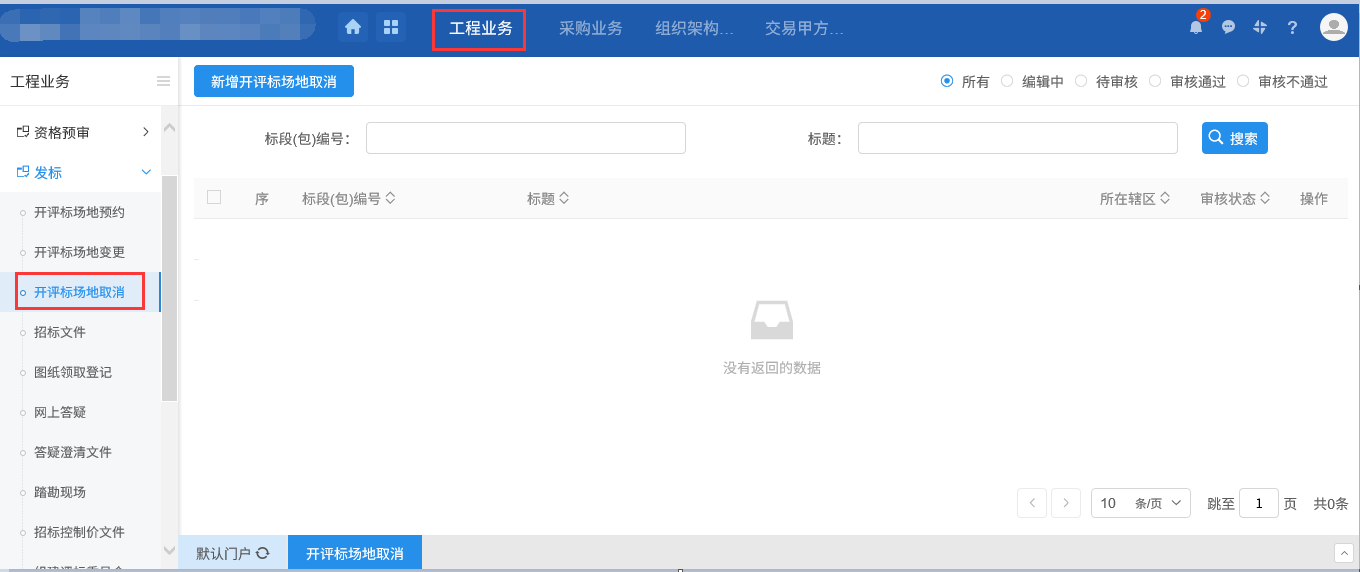 工程业务 采购业务 组织架构... 交易甲方... 2 ?
工程业务
新增开评标场地取消 所有 编辑中 待审核 审核通过 审核不通过
资格预审
标段(包)编号: 标题: 搜索
发标
序 标段(包)编号 标题 所在辖区 审核状态 操作
开评标场地预约
开评标场地变更
开评标场地取消
招标文件
没有返回的数据
图纸领取登记
网上答疑
答疑澄清文件
踏勘现场
10 条/页 跳至 1 页 共0条
招标控制价文件
默认门户 开评标场地取消